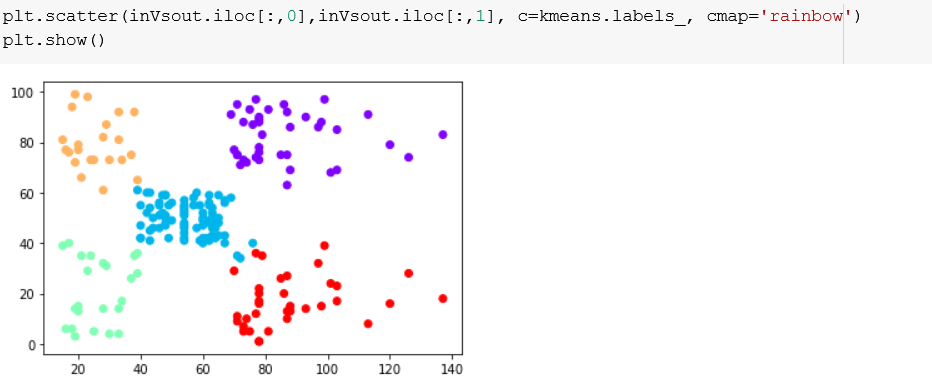 plt.scatter(inVsout.iloc[:,0],inVsout.iloc[:,1], c=kmeans.labels_, cmap='rainbow')
plt.show()
100
80
60
40
20
0
20 40 60 80 100 120 140